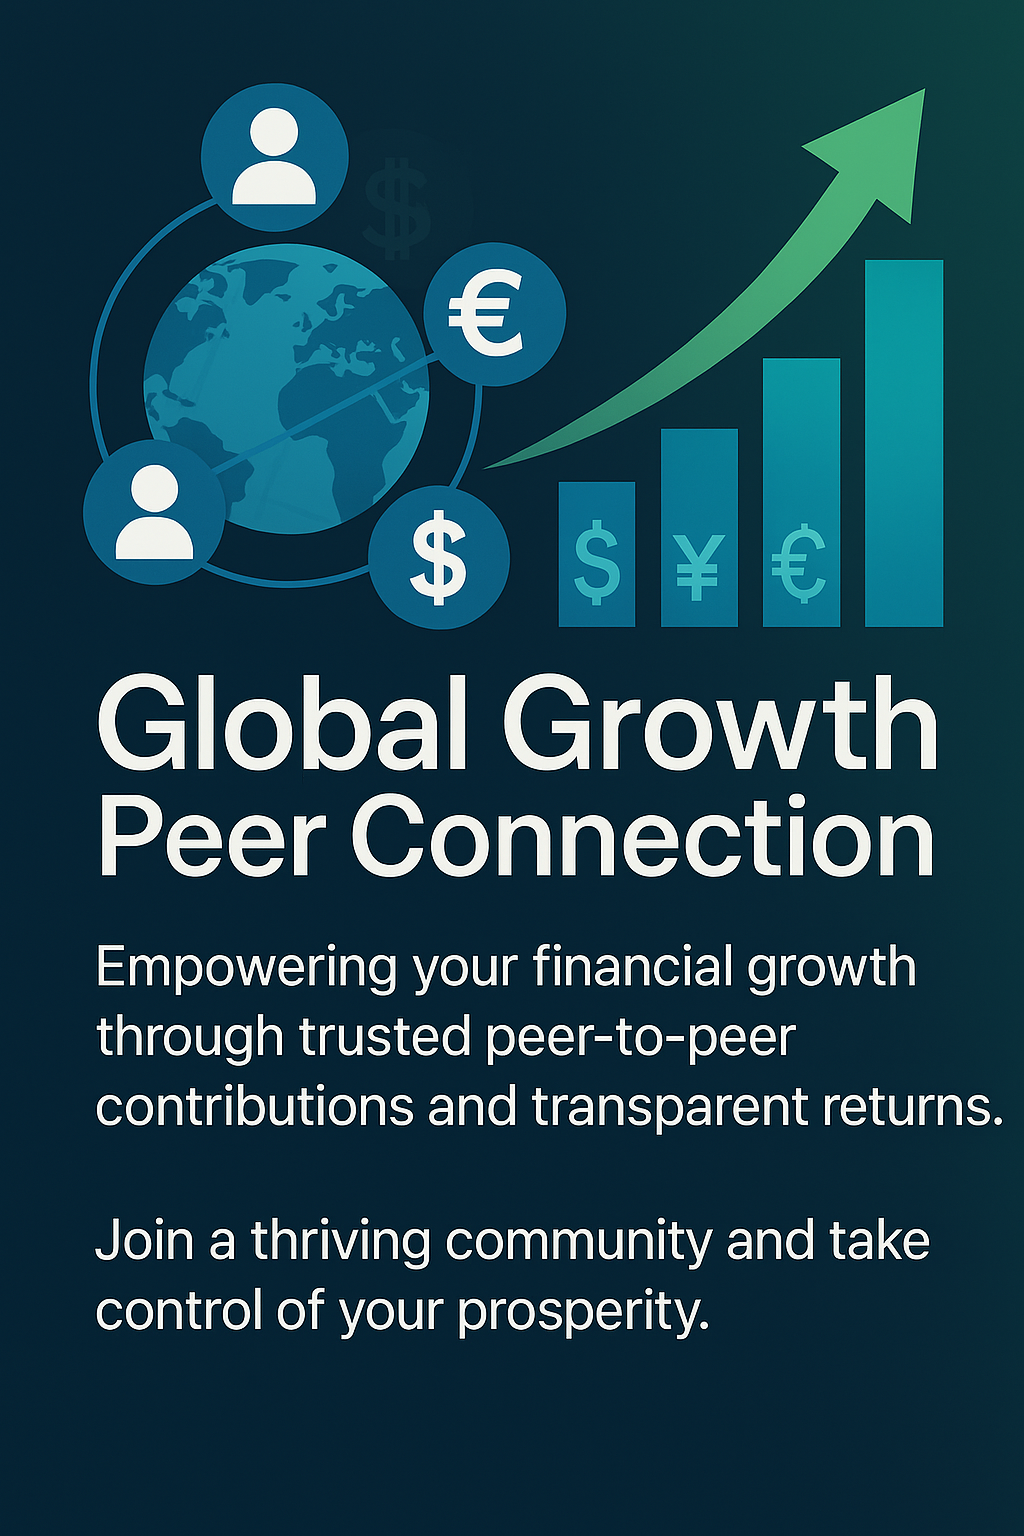 $
€
$
$ ¥ €
Global Growth
Peer Connection
Empowering your financial growth
through trusted peer-to-peer
contributions and transparent returns.
Join a thriving community and take
control of your prosperity.